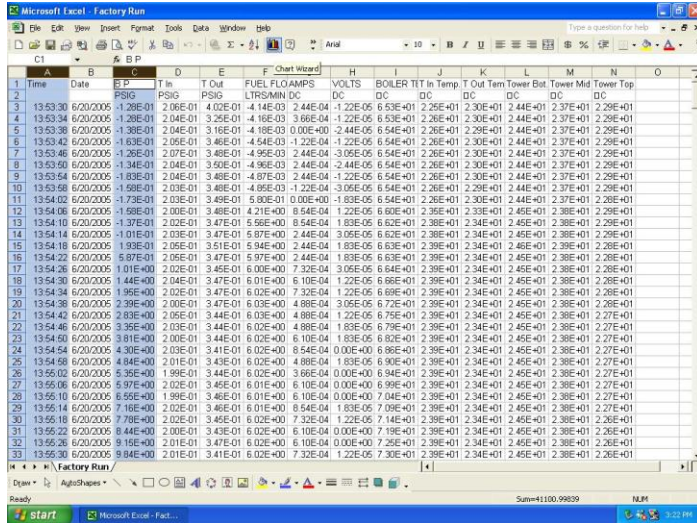 Microsoft Excel - Factory Run
File Edit View Insert Format Tools Data Window Help Type a question for help
Arial 10 B I U $ %
Chart Wizard
C1 fx B P
A B C D E F H I J K L M N O
1 Time Date B P T In T Out FUEL FLO AMPS VOLTS BOILER TE T In Temp. T Out Tem Tower Bot. Tower Mid Tower Top
2 PSIG PSIG PSIG LTRS/MIN DC DC DC DC DC DC DC DC
3 13:53:30 6/20/2005 -1.28E-01 2.06E-01 4.02E-01 -4.14E-03 2.44E-04 -1.22E-05 6.53E+01 2.25E+01 2.30E+01 2.44E+01 2.37E+01 2.29E+01
4 13:53:34 6/20/2005 -1.28E-01 2.04E-01 3.25E-01 -4.16E-03 3.66E-04 -1.22E-05 6.53E+01 2.26E+01 2.30E+01 2.44E+01 2.37E+01 2.29E+01
5 13:53:38 6/20/2005 -1.38E-01 2.04E-01 3.16E-01 -4.18E-03 0.00E+00 -2.44E-05 6.54E+01 2.26E+01 2.29E+01 2.44E+01 2.37E+01 2.29E+01
6 13:53:42 6/20/2005 -1.63E-01 2.05E-01 3.46E-01 -4.54E-03 -1.22E-04 -1.22E-05 6.54E+01 2.26E+01 2.30E+01 2.44E+01 2.37E+01 2.29E+01
7 13:53:46 6/20/2005 -1.26E-01 2.07E-01 3.48E-01 -4.95E-03 2.44E-04 -3.05E-05 6.54E+01 2.26E+01 2.30E+01 2.44E+01 2.37E+01 2.29E+01
8 13:53:50 6/20/2005 -1.34E-01 2.04E-01 3.50E-01 -4.96E-03 2.44E-04 -2.44E-05 6.54E+01 2.26E+01 2.29E+01 2.44E+01 2.37E+01 2.29E+01
9 13:53:54 6/20/2005 -1.83E-01 2.04E-01 3.48E-01 -4.87E-03 2.44E-04 -1.22E-05 6.54E+01 2.27E+01 2.30E+01 2.44E+01 2.37E+01 2.29E+01
10 13:53:58 6/20/2005 -1.58E-01 2.03E-01 3.48E-01 -4.85E-03 -1.22E-04 -3.05E-05 6.54E+01 2.26E+01 2.29E+01 2.44E+01 2.37E+01 2.29E+01
11 13:54:02 6/20/2005 -1.73E-01 2.03E-01 3.49E-01 5.80E-01 0.00E+00 -1.83E-05 6.54E+01 2.27E+01 2.30E+01 2.44E+01 2.37E+01 2.29E+01
12 13:54:06 6/20/2005 -1.58E-01 2.00E-01 3.48E-01 4.21E+00 8.54E-04 1.22E-05 6.60E+01 2.35E+01 2.33E+01 2.45E+01 2.38E+01 2.29E+01
13 13:54:10 6/20/2005 -1.37E-01 2.02E-01 3.47E-01 5.56E+00 8.54E-04 1.83E-05 6.62E+01 2.38E+01 2.34E+01 2.45E+01 2.38E+01 2.29E+01
14 13:54:14 6/20/2005 -1.01E-01 2.03E-01 3.47E-01 5.87E+00 2.44E-04 3.05E-05 6.62E+01 2.38E+01 2.34E+01 2.45E+01 2.38E+01 2.29E+01
15 13:54:18 6/20/2005 1.93E-01 2.05E-01 3.51E-01 5.94E+00 2.44E-04 1.83E-05 6.63E+01 2.39E+01 2.34E+01 2.46E+01 2.39E+01 2.28E+01
16 13:54:22 6/20/2005 5.87E-01 2.05E-01 3.47E-01 5.97E+00 2.44E-04 1.83E-05 6.63E+01 2.39E+01 2.34E+01 2.45E+01 2.38E+01 2.29E+01
17 13:54:26 6/20/2005 1.01E+00 2.02E-01 3.45E-01 6.00E+00 7.32E-04 3.05E-05 6.64E+01 2.39E+01 2.34E+01 2.45E+01 2.38E+01 2.28E+01
18 13:54:30 6/20/2005 1.44E+00 2.04E-01 3.47E-01 6.01E+00 6.10E-04 1.22E-05 6.66E+01 2.39E+01 2.34E+01 2.45E+01 2.38E+01 2.28E+01
19 13:54:34 6/20/2005 1.95E+00 2.02E-01 3.47E-01 6.02E+00 7.32E-04 1.22E-05 6.69E+01 2.39E+01 2.34E+01 2.45E+01 2.38E+01 2.28E+01
20 13:54:38 6/20/2005 2.39E+00 2.00E-01 3.47E-01 6.03E+00 4.88E-04 3.05E-05 6.72E+01 2.39E+01 2.34E+01 2.45E+01 2.38E+01 2.28E+01
21 13:54:42 6/20/2005 2.83E+00 2.05E-01 3.44E-01 6.03E+00 4.88E-04 1.22E-05 6.75E+01 2.39E+01 2.34E+01 2.45E+01 2.38E+01 2.27E+01
22 13:54:46 6/20/2005 3.35E+00 2.03E-01 3.44E-01 6.02E+00 4.88E-04 1.83E-05 6.79E+01 2.39E+01 2.34E+01 2.45E+01 2.38E+01 2.27E+01
23 13:54:50 6/20/2005 3.81E+00 2.00E-01 3.44E-01 6.02E+00 6.10E-04 1.83E-05 6.82E+01 2.39E+01 2.34E+01 2.45E+01 2.38E+01 2.27E+01
24 13:54:54 6/20/2005 4.30E+00 2.03E-01 3.41E-01 6.02E+00 8.54E-04 0.00E+00 6.86E+01 2.39E+01 2.34E+01 2.45E+01 2.38E+01 2.27E+01
25 13:54:58 6/20/2005 4.84E+00 2.01E-01 3.43E-01 6.02E+00 4.88E-04 1.83E-05 6.90E+01 2.39E+01 2.34E+01 2.45E+01 2.38E+01 2.27E+01
26 13:55:02 6/20/2005 5.35E+00 1.99E-01 3.44E-01 6.02E+00 3.66E-04 0.00E+00 6.94E+01 2.39E+01 2.34E+01 2.45E+01 2.38E+01 2.27E+01
27 13:55:06 6/20/2005 5.97E+00 2.02E-01 3.45E-01 6.01E+00 6.10E-04 0.00E+00 6.99E+01 2.39E+01 2.34E+01 2.45E+01 2.38E+01 2.27E+01
28 13:55:10 6/20/2005 6.55E+00 1.99E-01 3.46E-01 6.01E+00 6.10E-04 0.00E+00 7.04E+01 2.39E+01 2.34E+01 2.45E+01 2.38E+01 2.27E+01
29 13:55:14 6/20/2005 7.16E+00 2.02E-01 3.46E-01 6.01E+00 8.54E-04 1.83E-05 7.09E+01 2.39E+01 2.34E+01 2.45E+01 2.38E+01 2.27E+01
30 13:55:18 6/20/2005 7.78E+00 2.02E-01 3.45E-01 6.01E+00 7.32E-04 1.22E-05 7.14E+01 2.39E+01 2.34E+01 2.45E+01 2.38E+01 2.26E+01
31 13:55:22 6/20/2005 8.44E+00 2.00E-01 3.43E-01 6.02E+00 6.10E-04 0.00E+00 7.19E+01 2.39E+01 2.34E+01 2.45E+01 2.38E+01 2.27E+01
32 13:55:26 6/20/2005 9.15E+00 2.01E-01 3.47E-01 6.02E+00 6.10E-04 0.00E+00 7.25E+01 2.39E+01 2.34E+01 2.45E+01 2.38E+01 2.26E+01
33 13:55:30 6/20/2005 9.84E+00 2.01E-01 3.41E-01 6.02E+00 7.32E-04 1.22E-05 7.30E+01 2.39E+01 2.34E+01 2.45E+01 2.38E+01 2.26E+01
Factory Run
Draw AutoShapes
Ready Sum=41100.99839 NUM
start Microsoft Excel - Fact... 3:22 PM